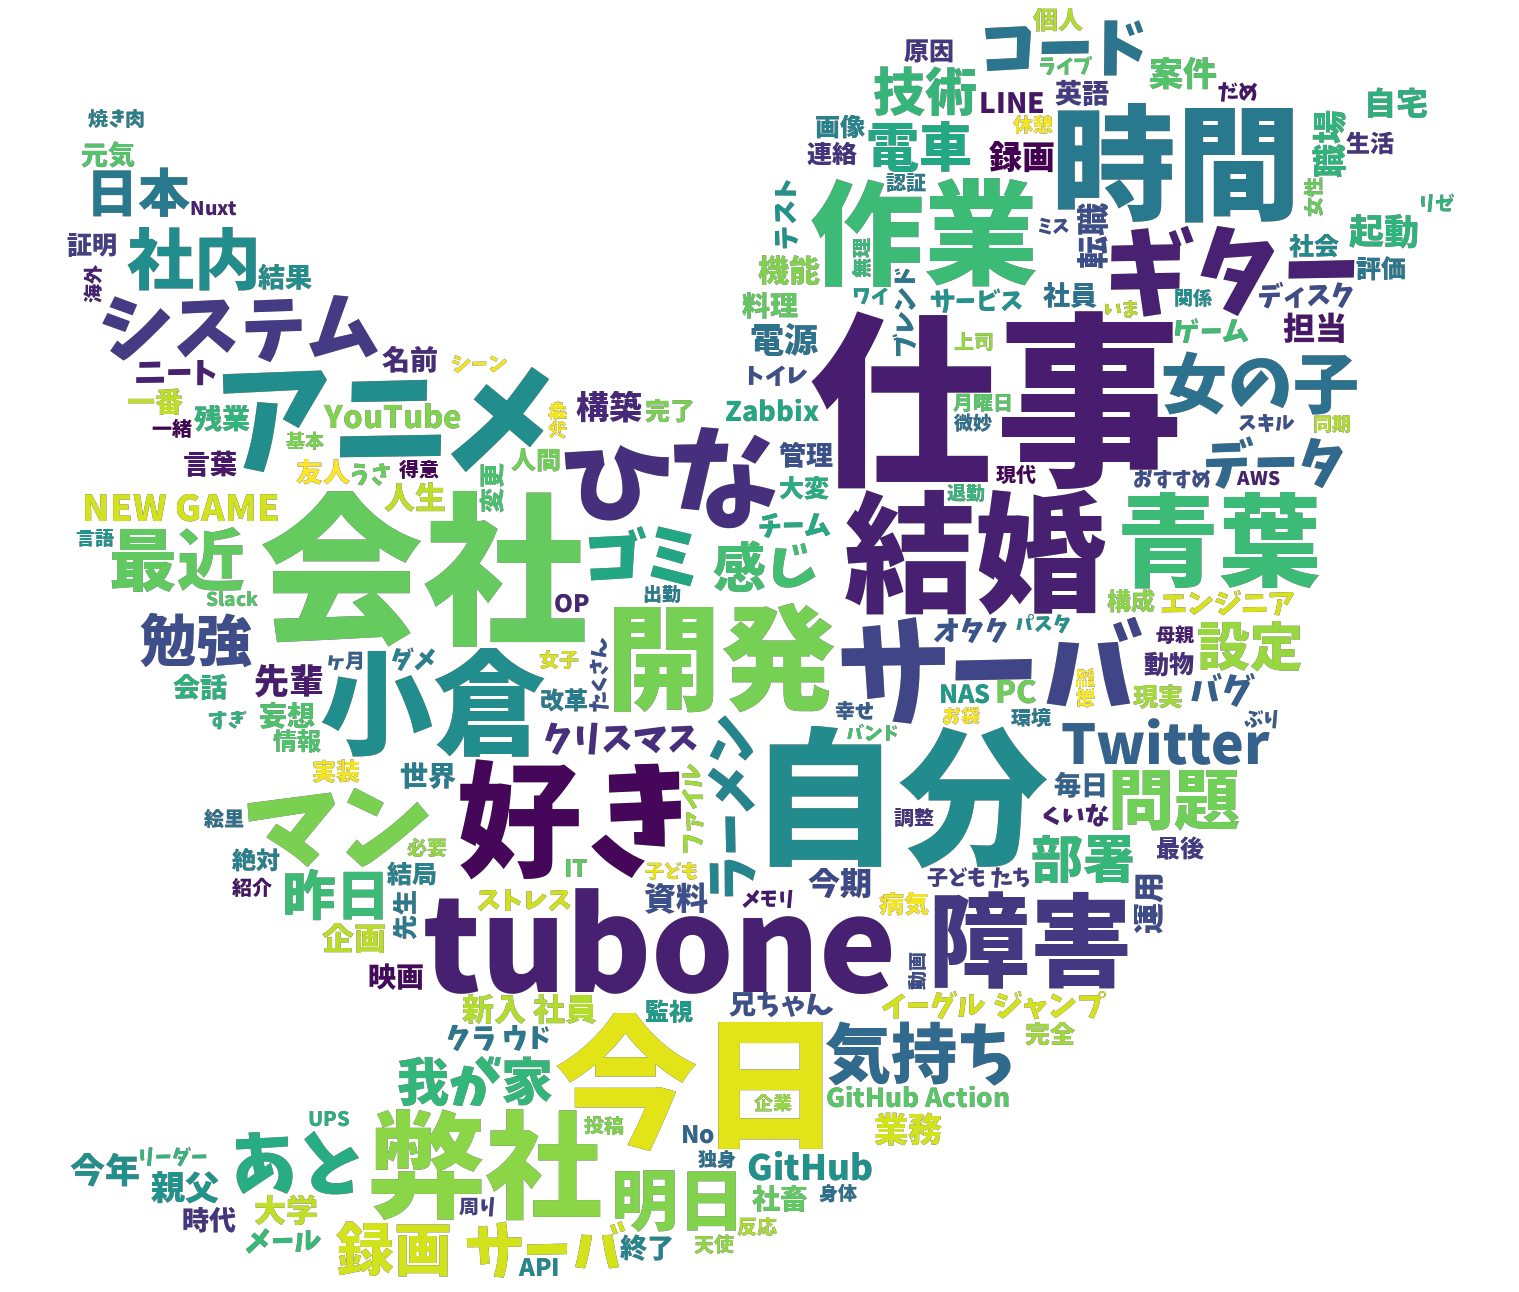 個人
コード
原因
ライブ
案件
技術
LINE
英語
だめ
自宅
焼き肉
画像
電車
休憩
時間
職場
生活
元気
連絡
録画
日本
Nuxt
認証
作業
テスト
女性
リゼ
証明
社内
ミス
転職
ギター
社会
起動
海外
結果
機能
無理
フレンド
評価
システム
料理
ワイ
サービス
社員
いま
関係
ディスク
電源
上司
ゲーム
担当
ニート
名前
シーン
アニメ
トイレ
仕事
女の子
一番
残業
YouTube
構築
完了
Zabbix
月曜日
微妙
スキル
同期
一緒
基本
言葉
友人
うさ
得意
人間
ひな
管理
現代
データ
おすすめ
AWS
NEW GAME
人生
変更
大変
退勤
言語
最近
会社
ゴミ
チーム
感じ
結婚
青葉
Slack
OP
出勤
構成
エンジニア
勉強
開発
サーバ
オタク
パスタ
母親
設定
先輩
小倉
ヶ月
ダメ
女子
たくさん
動物
会話
改革
NAS
PC
現実
バグ
すぎ
妄想
幸せ
お袋
環境
ぶり
情報
クリスマス
バンド
Twitter
実装
世界
好き
ファイル
ラーメン
自分
毎日
問題
絵里
マン
調整
くいな
必要
絶対
部署
最後
紹介
昨日
結局
IT
子ども
今期
子ども たち
先生
ストレス
資料
メモリ
病気
障害
運用
企画
tubone
映画
動画
新入 社員
監視
兄ちゃん
イーグル ジャンプ
クラ ウド
今日
気持ち
完全
我が家
企業
GitHub Action
UPS
弊社
投稿
No
業務
今年
リーダー
あと
独身
GitHub
親父
明日
社畜
身体
時代
大学
周り
反応
メール
録画 サーバ
終了
天使
API